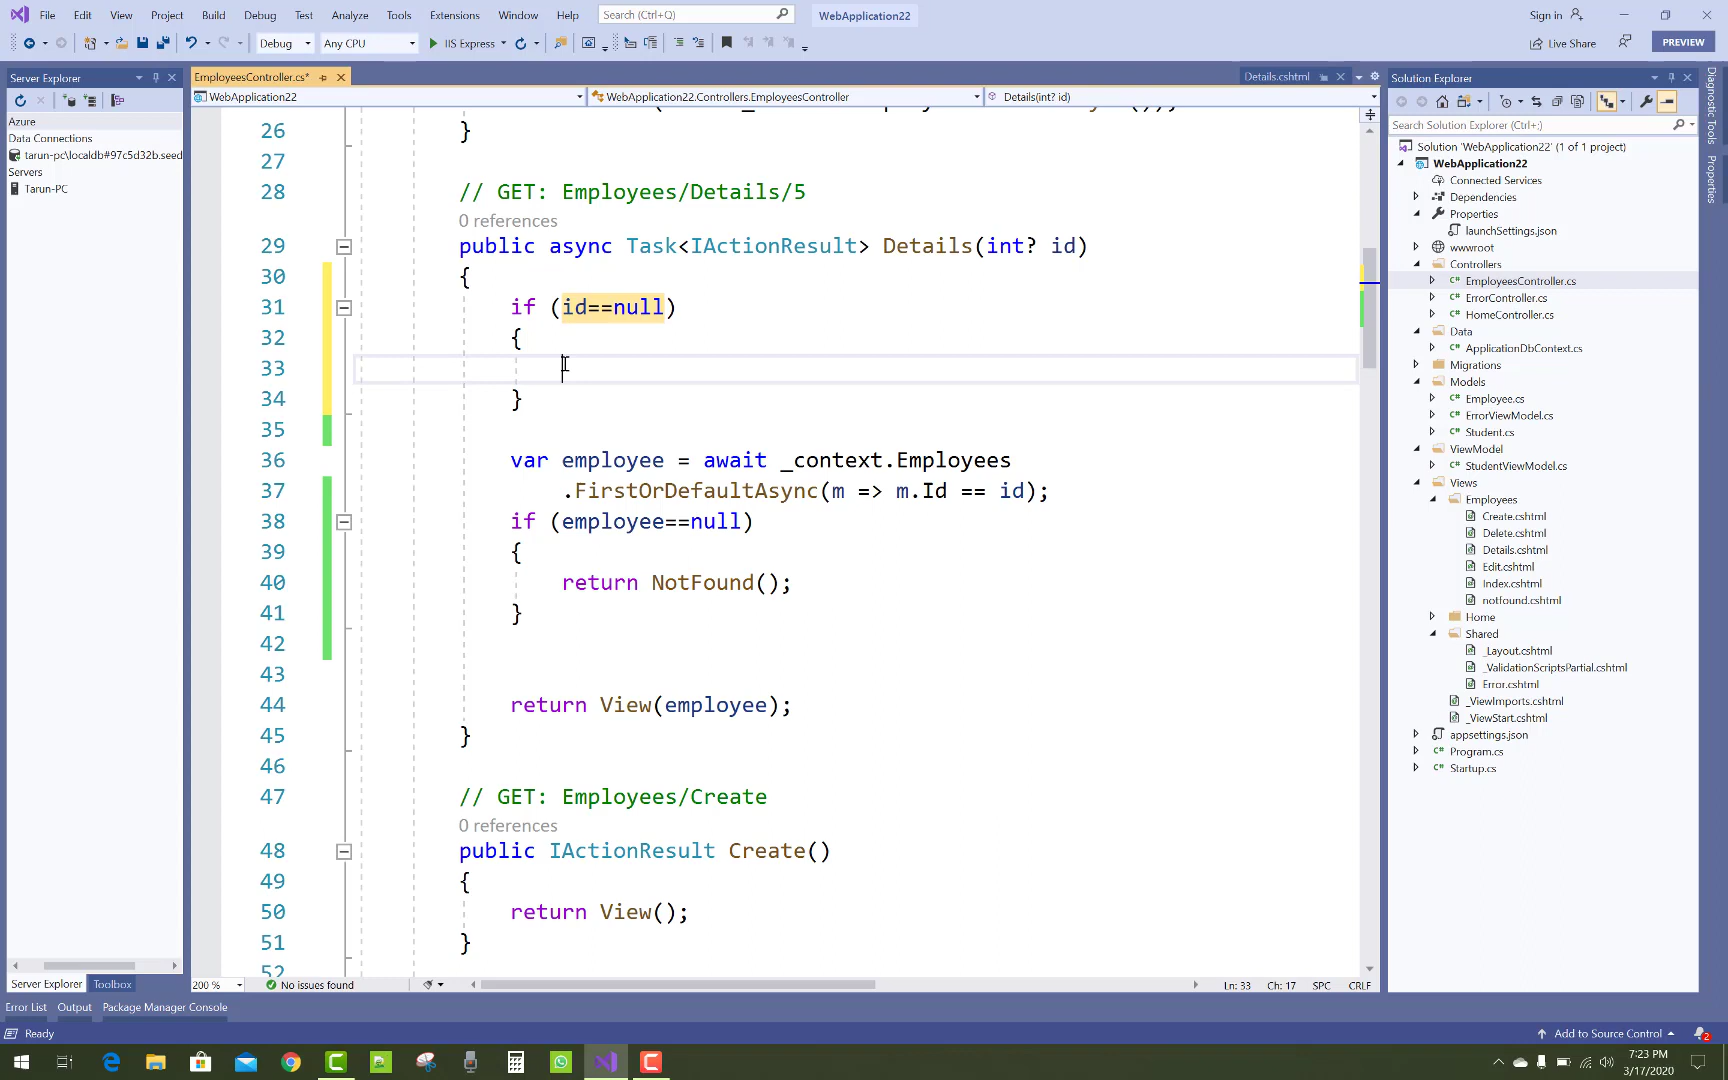 File Edit View Project Build Debug Test Analyze Tools Extensions Window Help Search (Ctrl+Q) WebApplication22 Sign in
Debug Any CPU IIS Express Live Share PREVIEW
Server Explorer
Azure
Data Connections
tarun-pc\localdb#97c5d32b.seed
Servers
Tarun-PC
EmployeesController.cs* Details.cshtml
WebApplication22 WebApplication22.Controllers.EmployeesController Details(int? id)
26 }
27
28 // GET: Employees/Details/5
0 references
29 public async Task<IActionResult> Details(int? id)
30 {
31 if (id==null)
32 {
33
34 }
35
36 var employee = await _context.Employees
37 .FirstOrDefaultAsync(m => m.Id == id);
38 if (employee==null)
39 {
40 return NotFound();
41 }
42
43
44 return View(employee);
45 }
46
47 // GET: Employees/Create
0 references
48 public IActionResult Create()
49 {
50 return View();
51 }
52
200 % No issues found Ln: 33 Ch: 17 SPC CRLF
Solution Explorer
Search Solution Explorer (Ctrl+;)
Solution 'WebApplication22' (1 of 1 project)
WebApplication22
Connected Services
Dependencies
Properties
launchSettings.json
wwwroot
Controllers
EmployeesController.cs
ErrorController.cs
HomeController.cs
Data
ApplicationDbContext.cs
Migrations
Models
Employee.cs
ErrorViewModel.cs
Student.cs
ViewModel
StudentViewModel.cs
Views
Employees
Create.cshtml
Delete.cshtml
Details.cshtml
Edit.cshtml
Index.cshtml
notfound.cshtml
Home
Shared
_Layout.cshtml
_ValidationScriptsPartial.cshtml
Error.cshtml
_ViewImports.cshtml
_ViewStart.cshtml
appsettings.json
Program.cs
Startup.cs
Diagnostic Tools
Properties
Server Explorer Toolbox
Error List Output Package Manager Console
Ready Add to Source Control 2
7:23 PM
3/17/2020